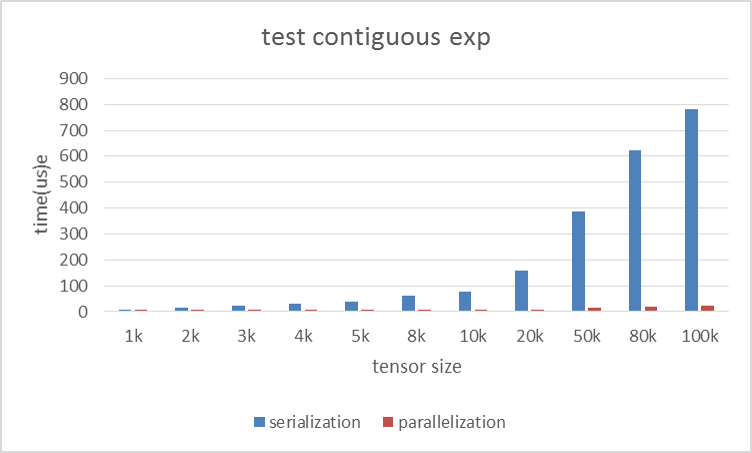 test contiguous exp
900
800
700
600
500
400
300
200
100
0
time(us)e
1k 2k 3k 4k 5k 8k 10k 20k 50k 80k 100k
tensor size
serialization parallelization